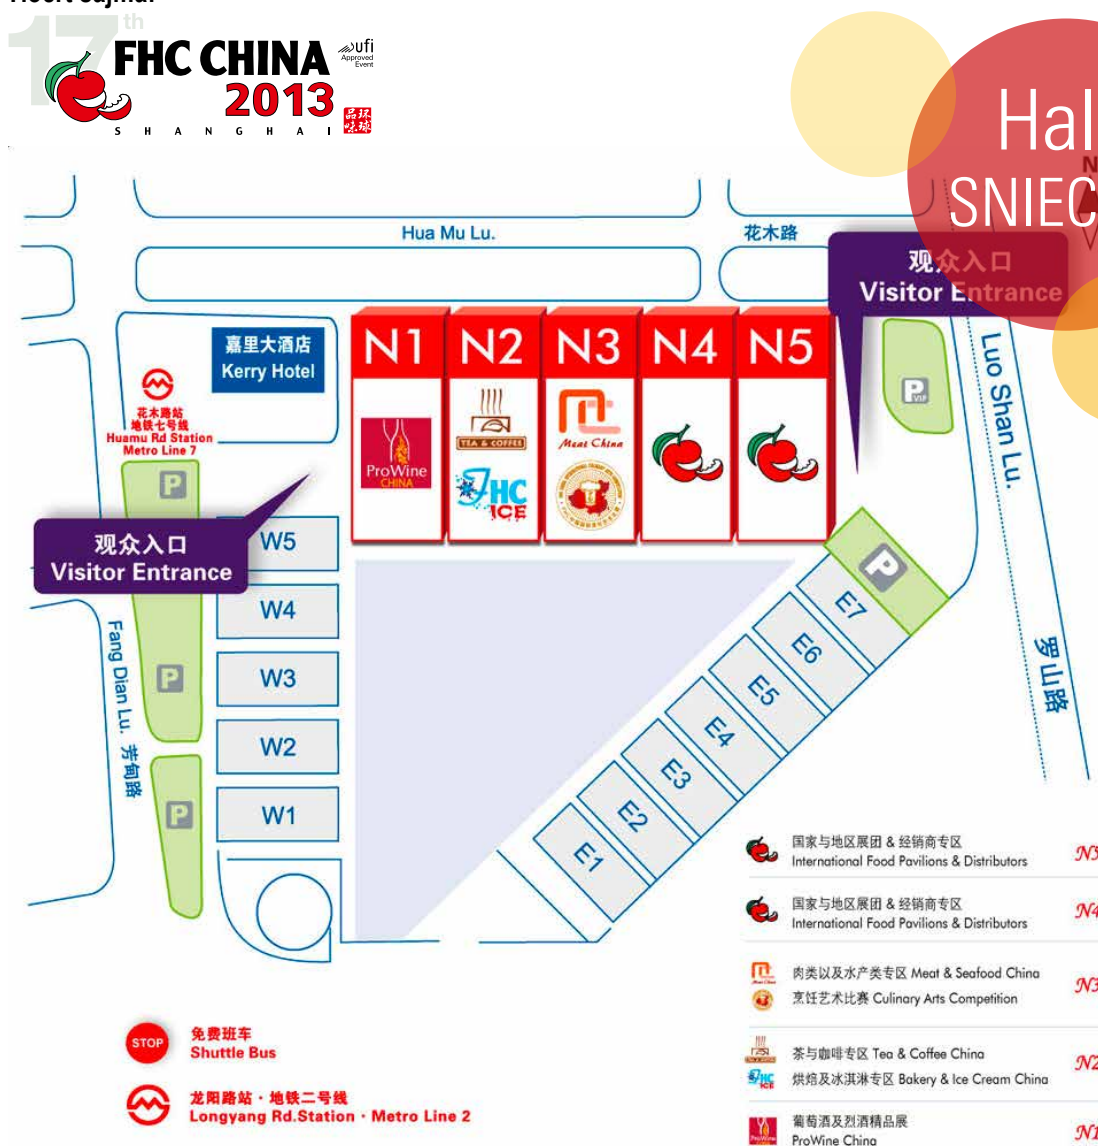 17th
FHC CHINA
2013
SHANGHAI
ufi
Approved
Event
品环
味球
Hal
SNIEC
N
Hua Mu Lu.
花木路
观众入口
Visitor Entrance
嘉里大酒店
Kerry Hotel
N1
N2
N3
N4
N5
花木路站
地铁七号线
Huamu Rd Station
Metro Line 7
ProWine
CHINA
TEA & COFFEE
FHC
ICE
Meat China
P
VIP
Luo Shan Lu.
罗山路
P
观众入口
Visitor Entrance
W5
W4
W3
W2
W1
P
P
P
Fang Dian Lu. 芳甸路
E7
E6
E5
E4
E3
E2
E1
国家与地区展团 & 经销商专区
International Food Pavilions & Distributors
N5
国家与地区展团 & 经销商专区
International Food Pavilions & Distributors
N4
肉类以及水产类专区 Meat & Seafood China
烹饪艺术比赛 Culinary Arts Competition
N3
茶与咖啡专区 Tea & Coffee China
烘焙及冰淇淋专区 Bakery & Ice Cream China
N2
葡萄酒及烈酒精品展
ProWine China
N1
STOP
免费班车
Shuttle Bus
龙阳路站 · 地铁二号线
Longyang Rd.Station · Metro Line 2